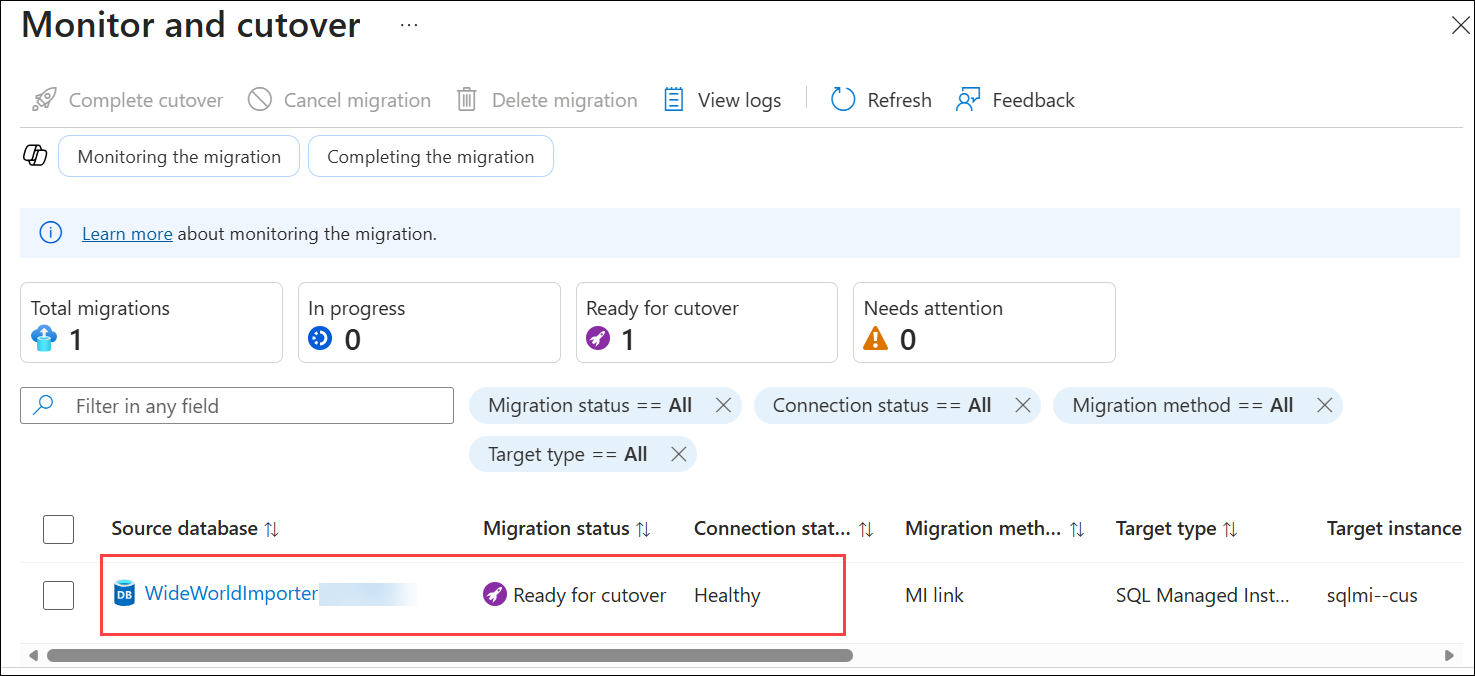 Monitor and cutover ...
Complete cutover Cancel migration Delete migration View logs Refresh Feedback
Monitoring the migration Completing the migration
Learn more about monitoring the migration.
Total migrations In progress Ready for cutover Needs attention
1 0 1 0
Filter in any field Migration status == All Connection status == All Migration method == All
Target type == All
Source database Migration status Connection stat... Migration meth... Target type Target instance
DB WideWorldImporter Ready for cutover Healthy MI link SQL Managed Inst... sqlmi--cus